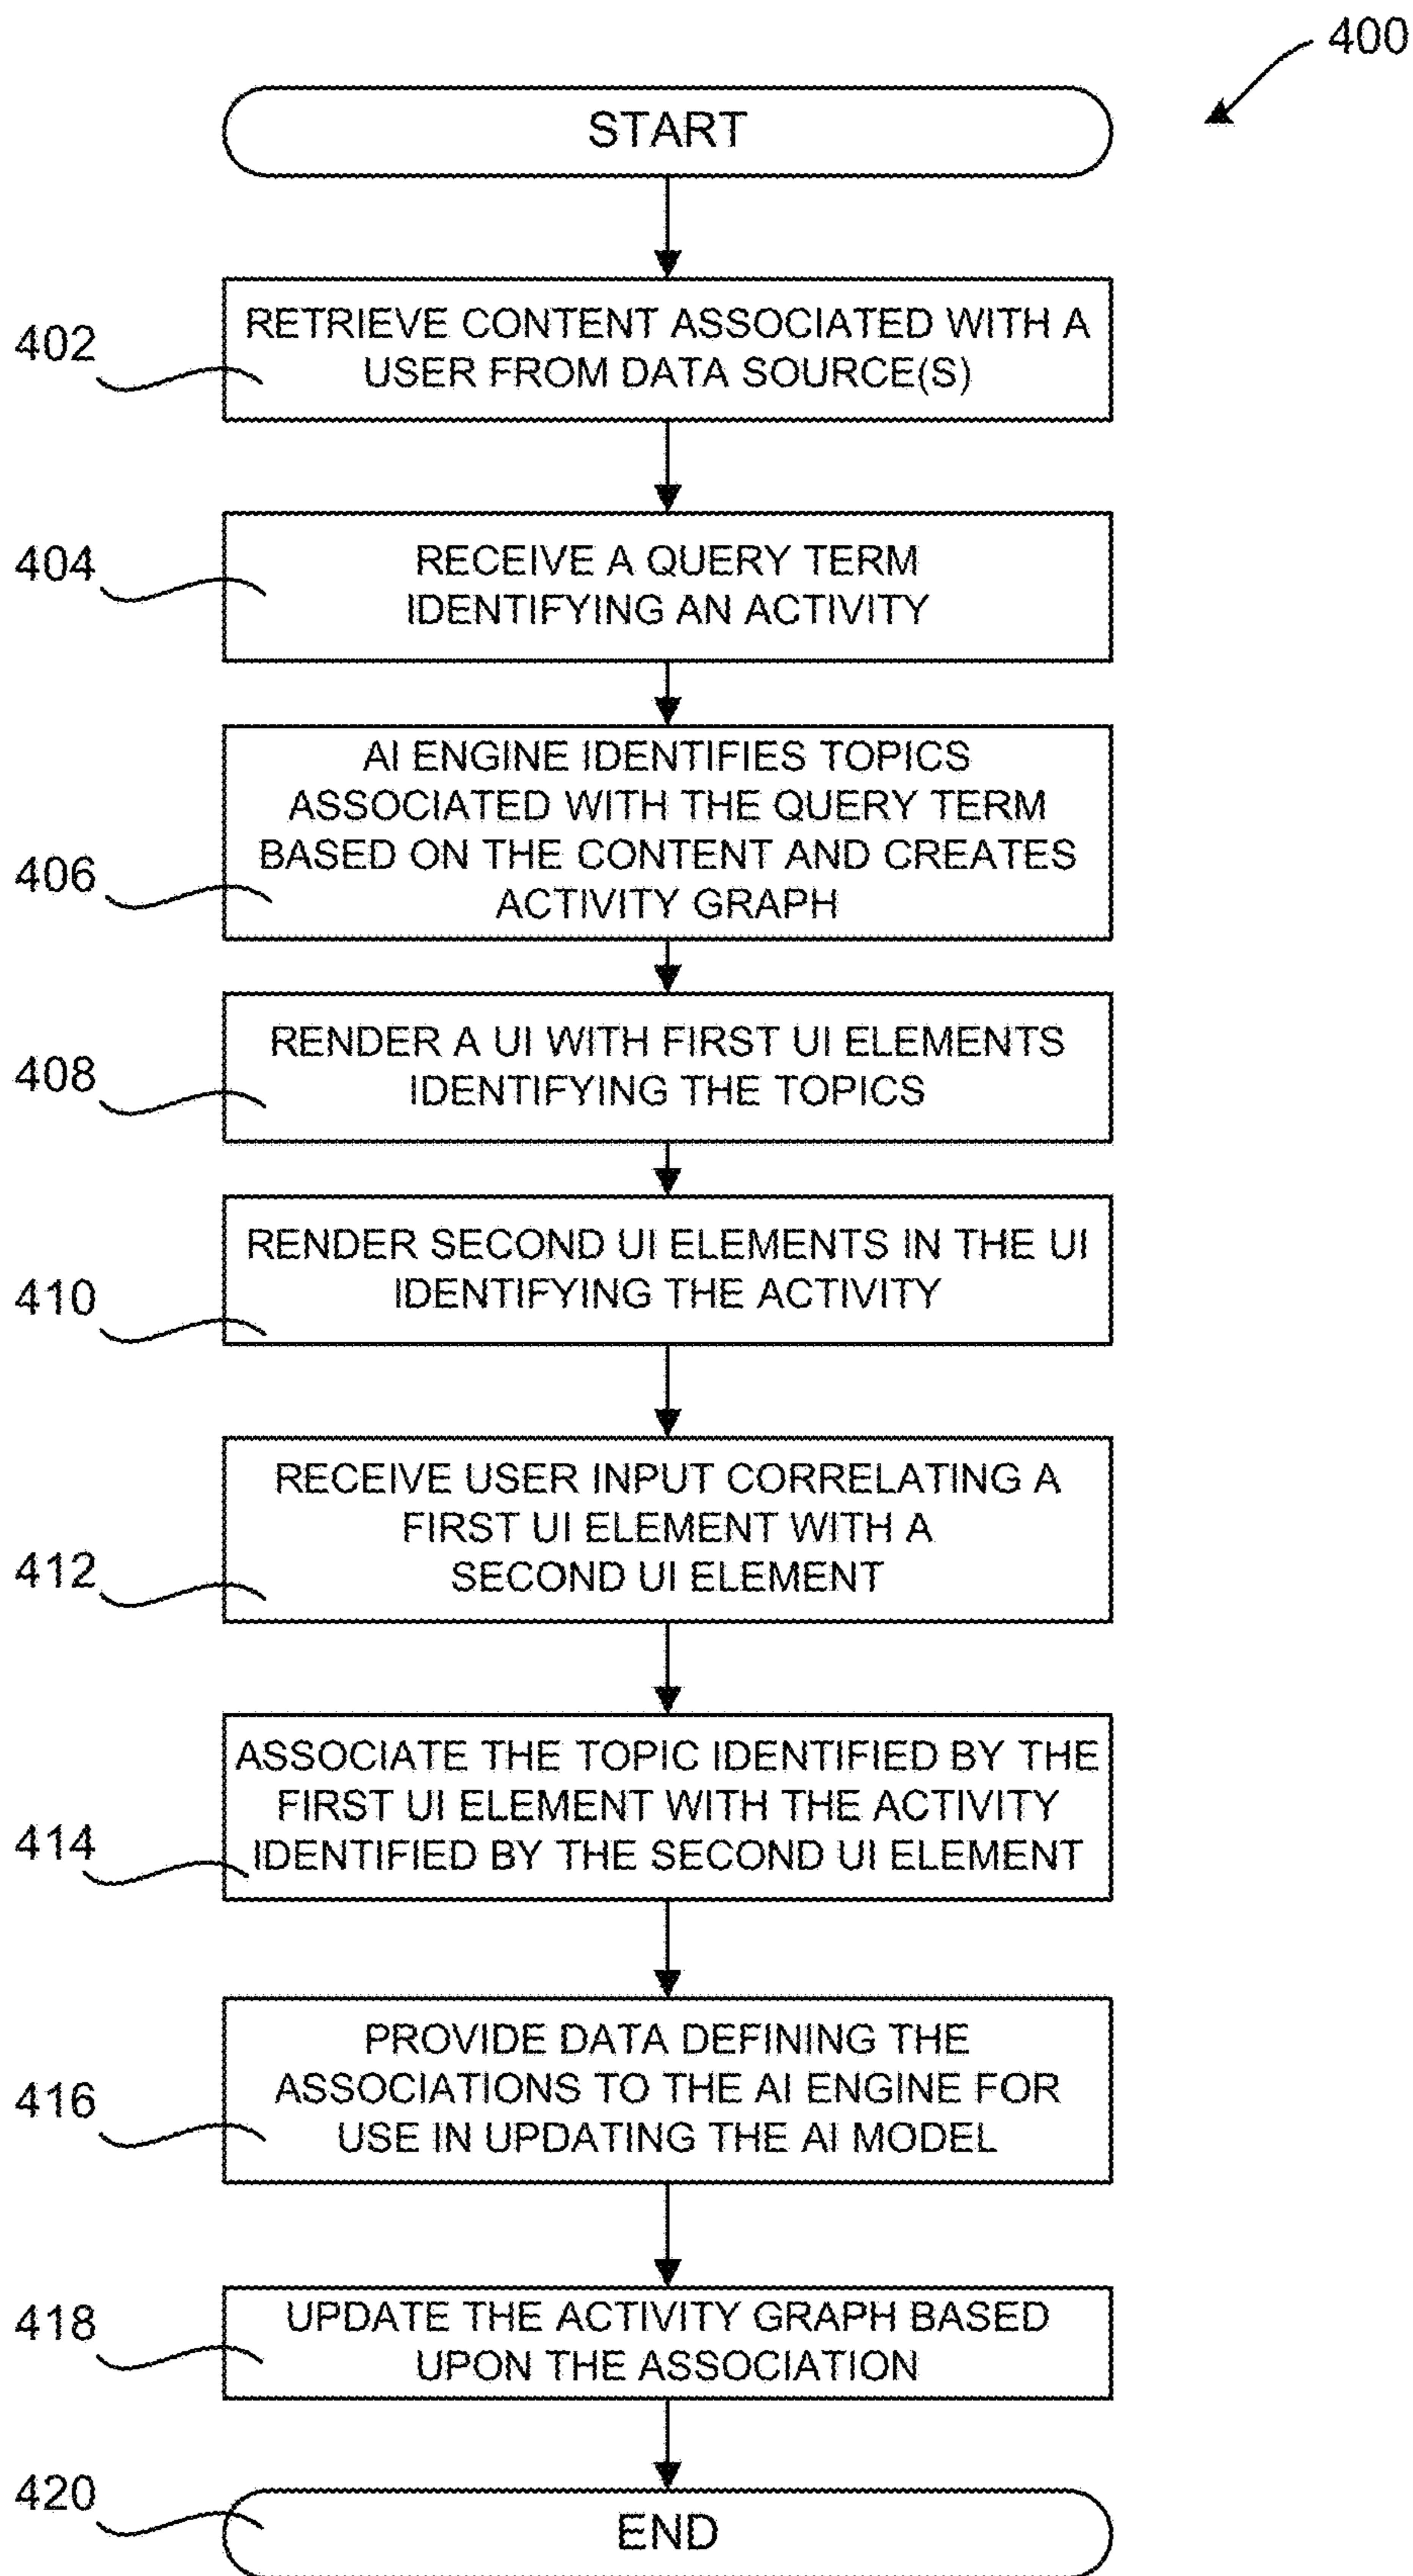 400
START
402
RETRIEVE CONTENT ASSOCIATED WITH A
USER FROM DATA SOURCE(S)
404
RECEIVE A QUERY TERM
IDENTIFYING AN ACTIVITY
406
AI ENGINE IDENTIFIES TOPICS
ASSOCIATED WITH THE QUERY TERM
BASED ON THE CONTENT AND CREATES
ACTIVITY GRAPH
408
RENDER A UI WITH FIRST UI ELEMENTS
IDENTIFYING THE TOPICS
410
RENDER SECOND UI ELEMENTS IN THE UI
IDENTIFYING THE ACTIVITY
412
RECEIVE USER INPUT CORRELATING A
FIRST UI ELEMENT WITH A
SECOND UI ELEMENT
414
ASSOCIATE THE TOPIC IDENTIFIED BY THE
FIRST UI ELEMENT WITH THE ACTIVITY
IDENTIFIED BY THE SECOND UI ELEMENT
416
PROVIDE DATA DEFINING THE
ASSOCIATIONS TO THE AI ENGINE FOR
USE IN UPDATING THE AI MODEL
418
UPDATE THE ACTIVITY GRAPH BASED
UPON THE ASSOCIATION
420
END